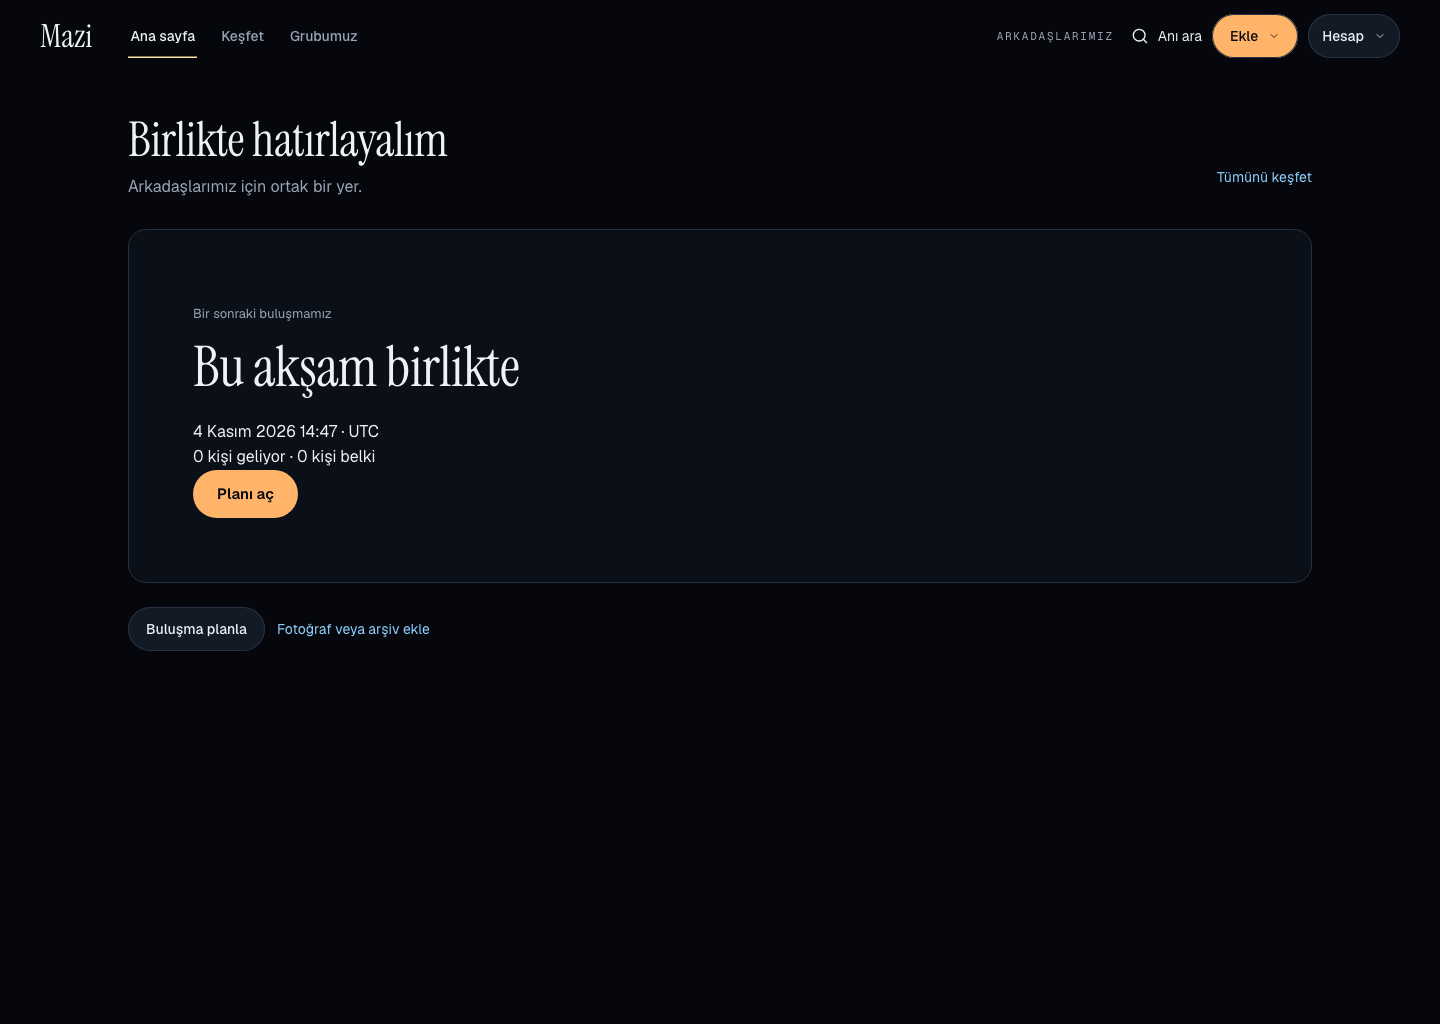 Mazi
Ana sayfa
Keşfet
Grubumuz
ARKADAŞLARIMIZ
Anı ara
Ekle
Hesap
Birlikte hatırlayalım
Arkadaşlarımız için ortak bir yer.
Tümünü keşfet
Bir sonraki buluşmamız
Bu akşam birlikte
4 Kasım 2026 14:47 · UTC
0 kişi geliyor · 0 kişi belki
Planı aç
Buluşma planla
Fotoğraf veya arşiv ekle